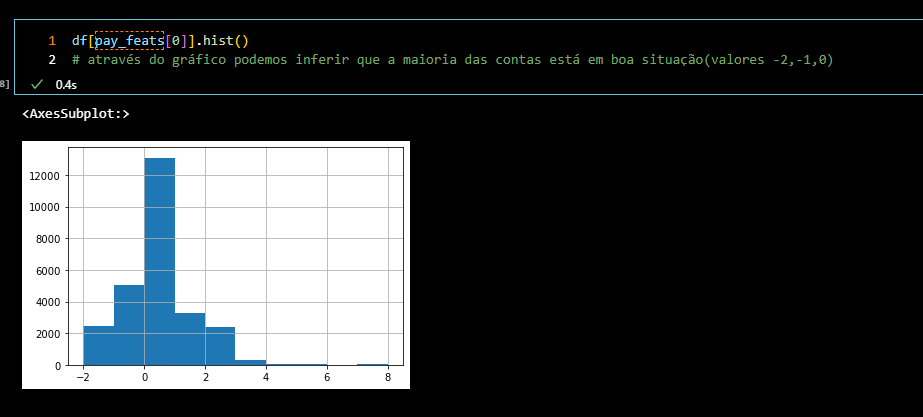 1 df[pay_feats[0]].hist()
2 # através do gráfico podemos inferir que a maioria das contas está em boa situação(valores -2,-1,0)
8] ✓ 0.4s
<AxesSubplot:>
12000
10000
8000
6000
4000
2000
0
−2 0 2 4 6 8